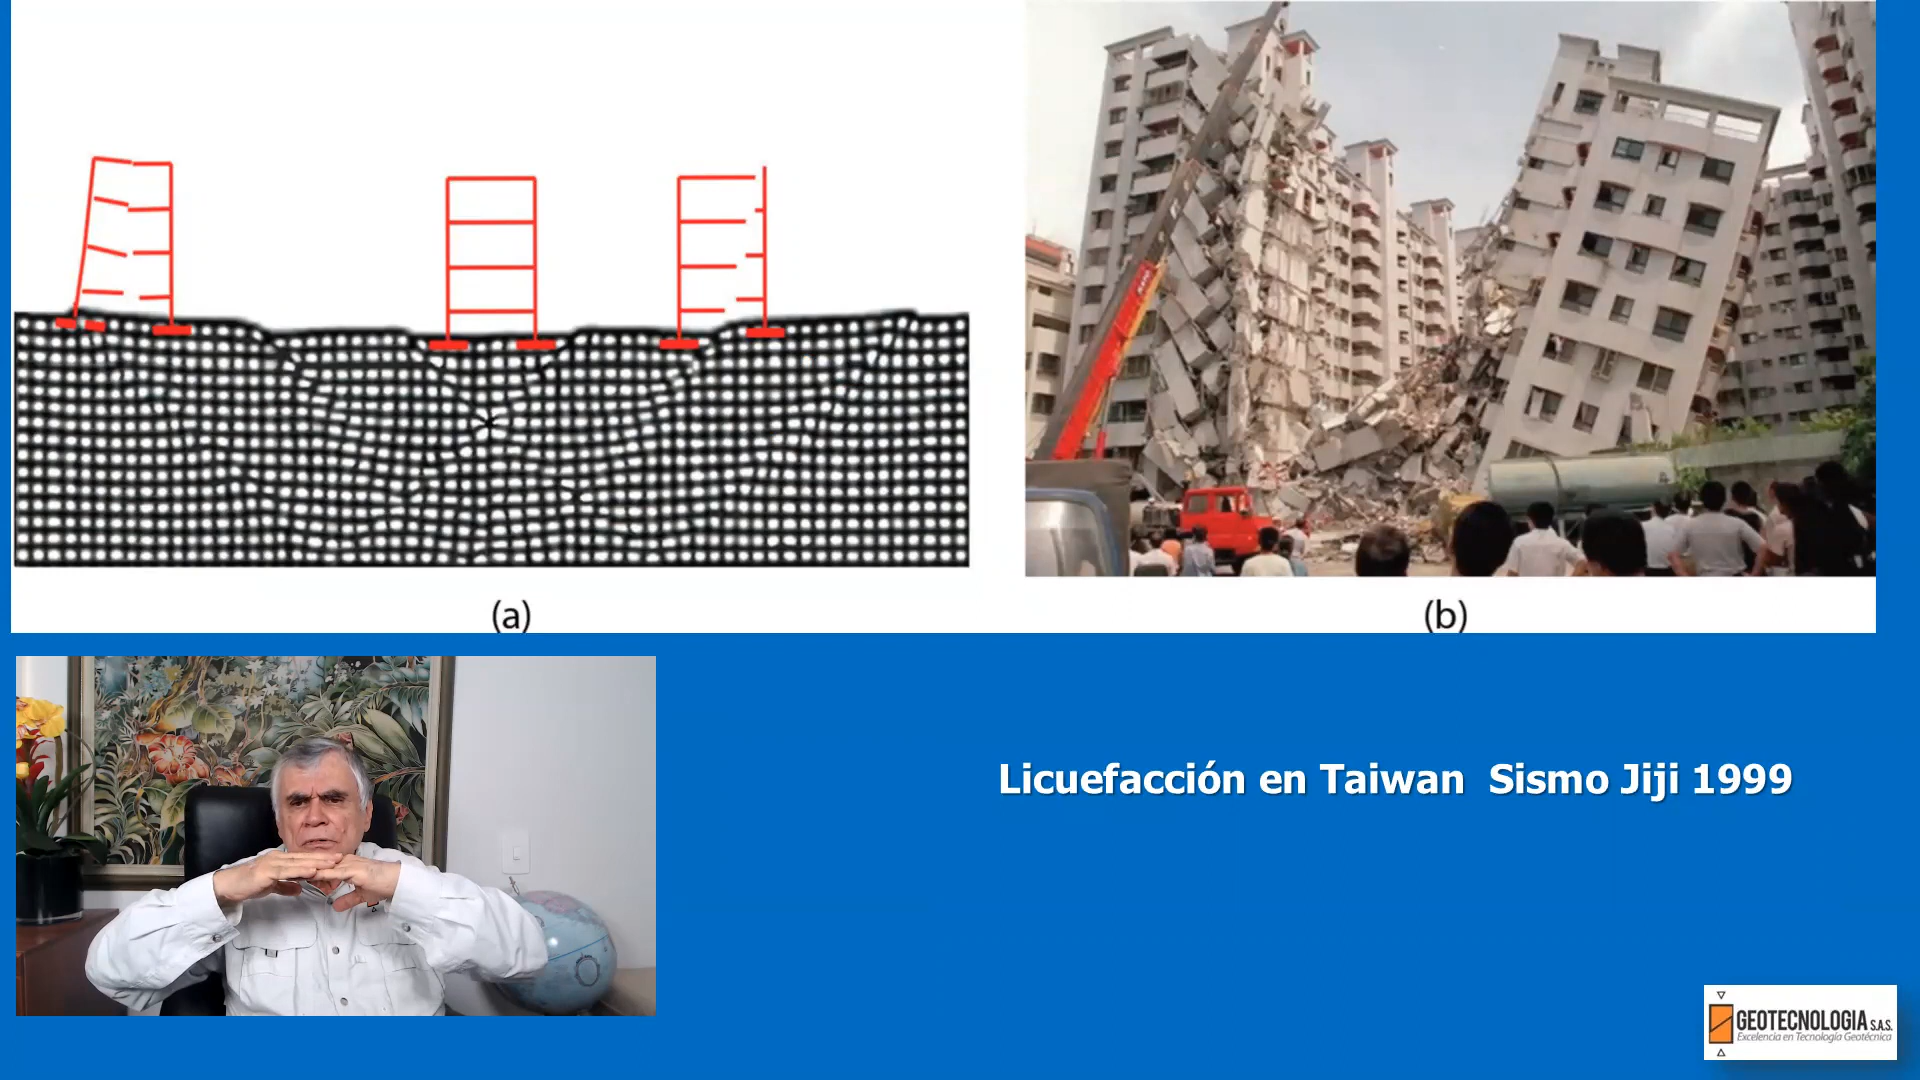 (a)
(b)
Licuefacción en Taiwan  Sismo Jiji 1999
GEOTECNOLOGIA S.A.S.
Excelencia en Tecnología Geotécnica